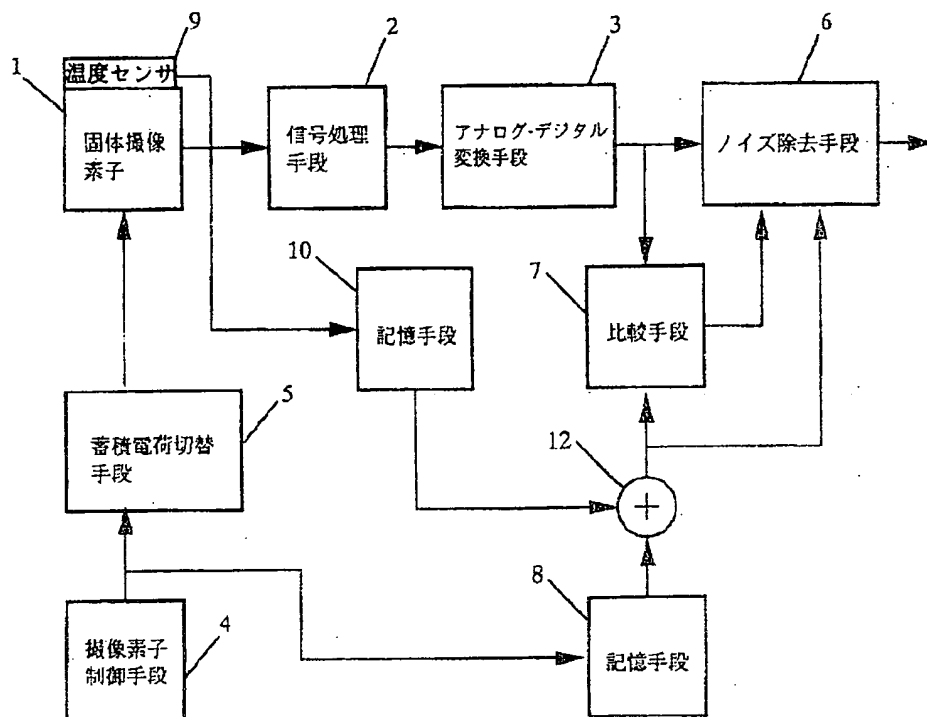 9
2
3
6
1
温度センサ
固体撮像
素子
信号処理
手段
アナログ-デジタル
変換手段
ノイズ除去手段
10
7
記憶手段
比較手段
5
蓄積電荷切替
手段
12
+
8
4
撮像素子
制御手段
記憶手段